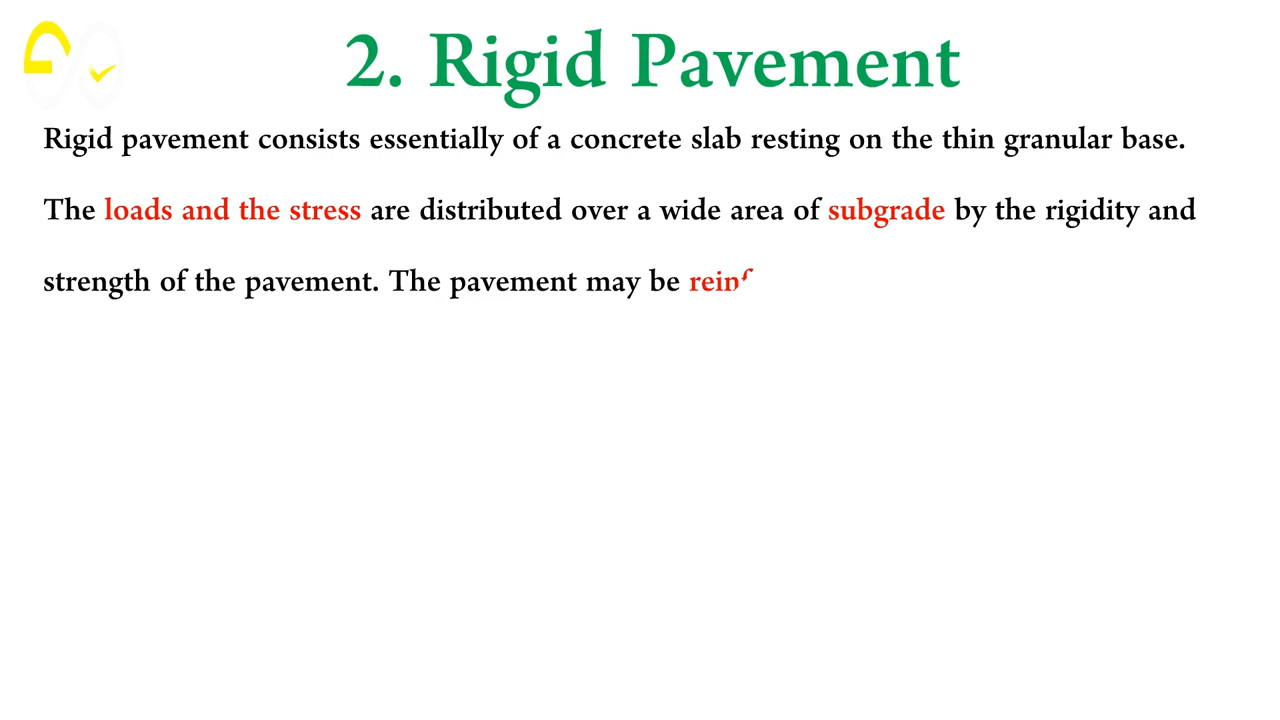 2. Rigid Pavement
Rigid pavement consists essentially of a concrete slab resting on the thin granular base.
The loads and the stress are distributed over a wide area of subgrade by the rigidity and
strength of the pavement. The pavement may be